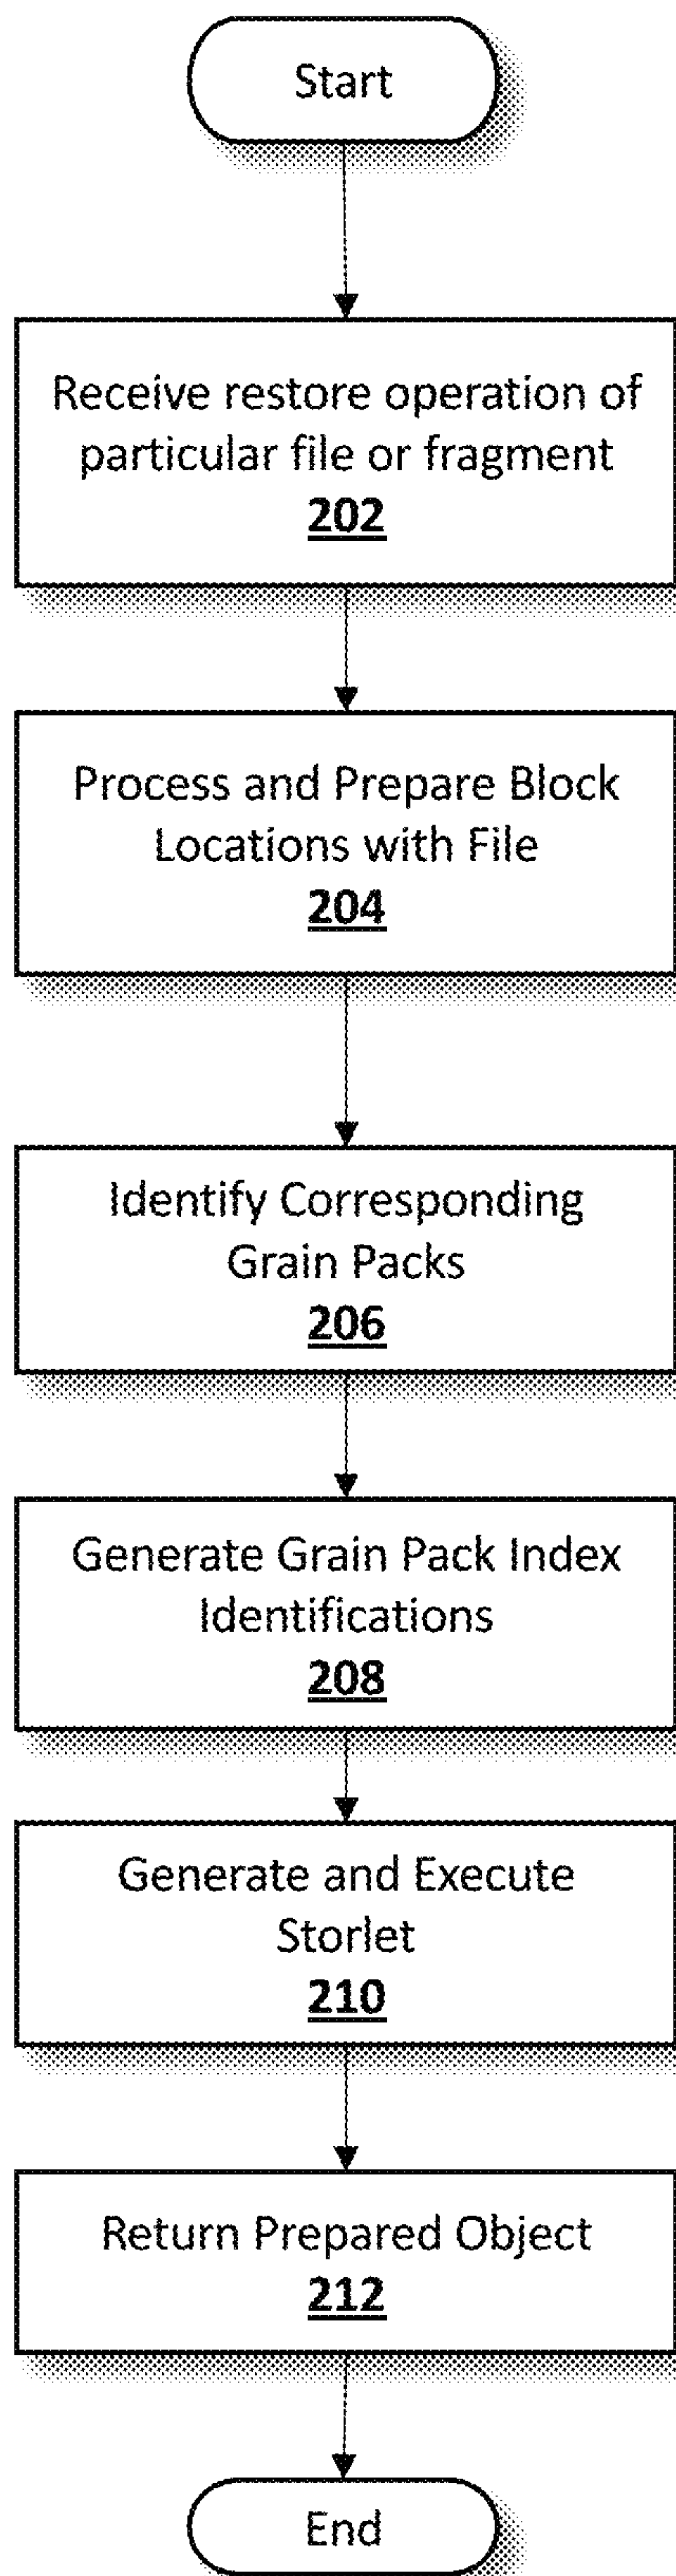 Start
Receive restore operation of
particular file or fragment
202
Process and Prepare Block
Locations with File
204
Identify Corresponding
Grain Packs
206
Generate Grain Pack Index
Identifications
208
Generate and Execute
Storlet
210
Return Prepared Object
212
End